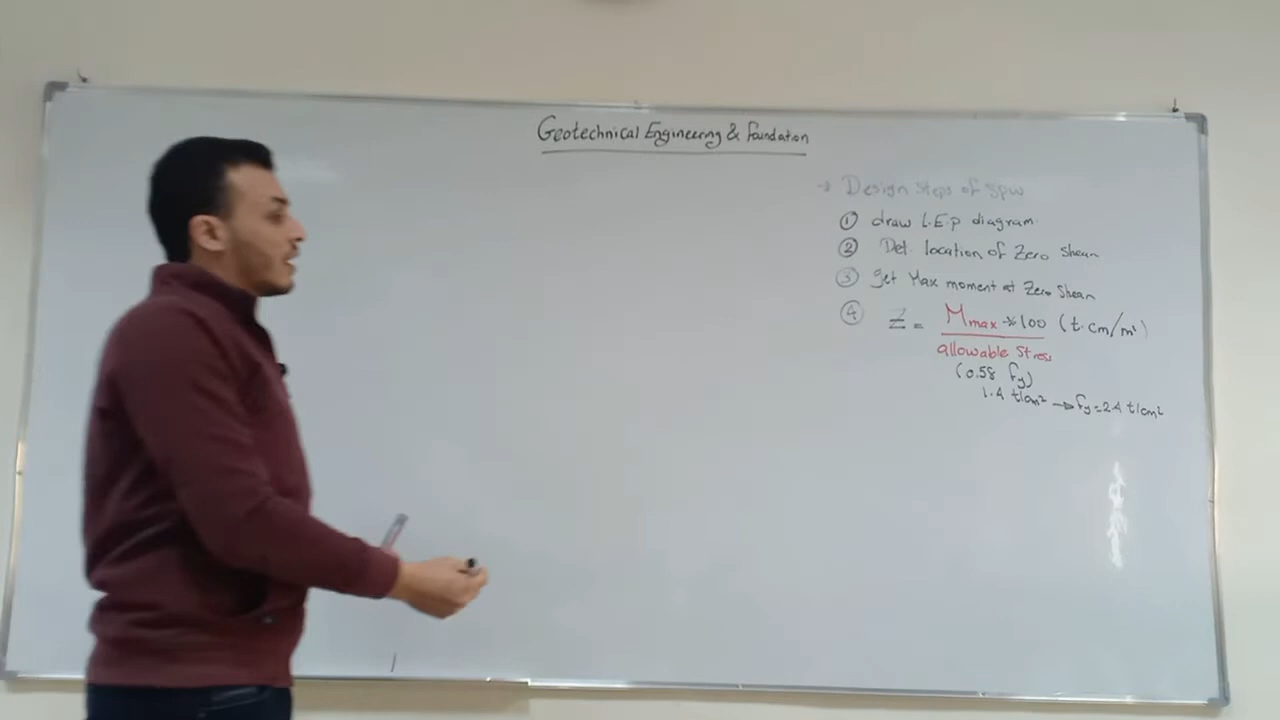 Geotechnical Engineering & Foundation
→ Design Steps of SPW
① draw L.E.P diagram
② Det. location of Zero Shear
③ get Max moment at Zero Shear
④ Z = Mmax * 100 (t.cm/m')
allowable Stress
(0.58 fy)
1.4 t/cm² → fy = 2.4 t/cm²